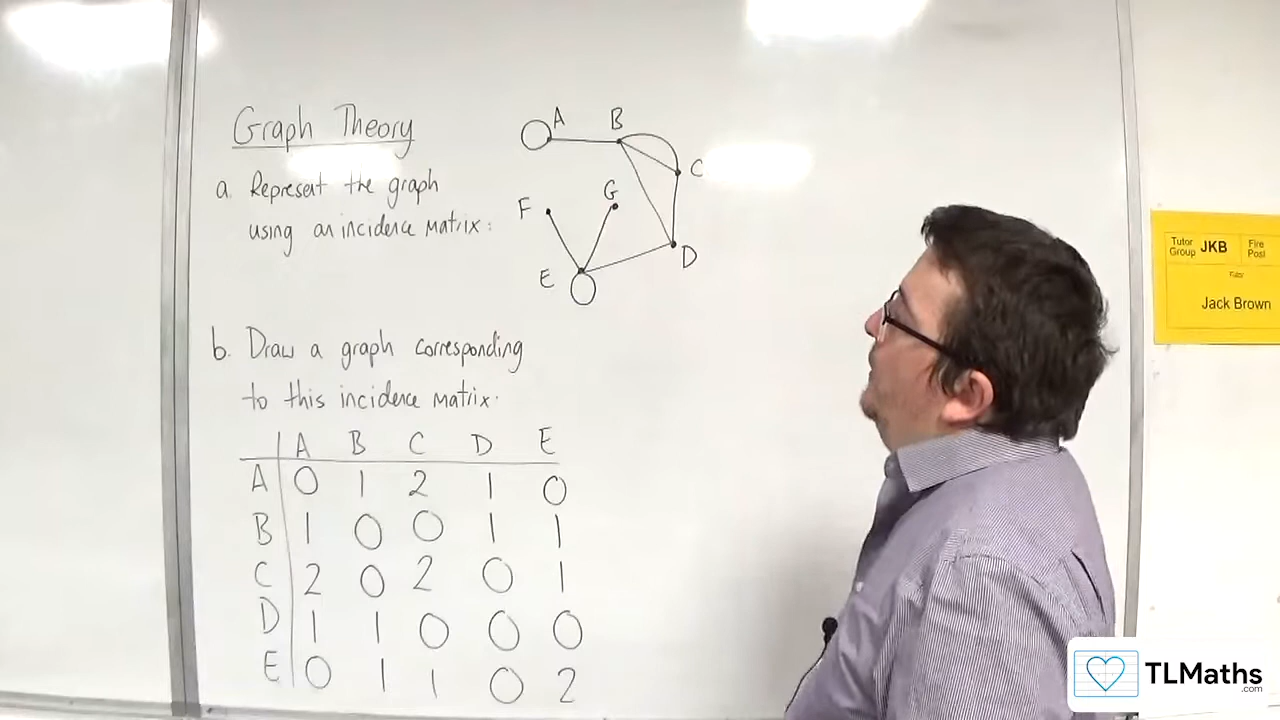 Graph Theory
a. Represent the graph
using an incidence matrix:
A
B
C
D
E
F
G
b. Draw a graph corresponding
to this incidence matrix.
A B C D E
A 0 1 2 1 0
B 1 0 0 1 1
C 2 0 2 0 1
D 1 1 0 0 0
E 0 1 1 0 2
Tutor Group JKB Fire Post
Tutor
Jack Brown
TLMaths
.com